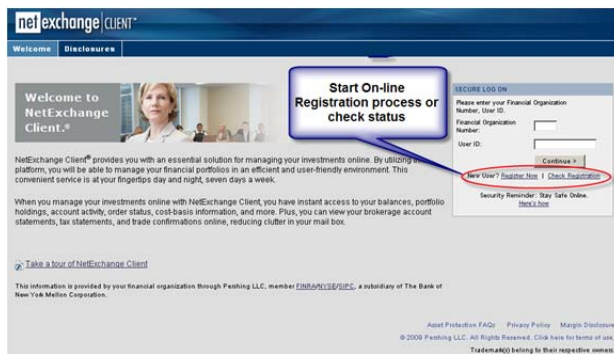 net exchange CLIENT™
Welcome Disclosures
Welcome to
NetExchange
Client.®
Start On-line
Registration process or
check status
SECURE LOG ON
Please enter your Financial Organization
Number, User ID.
Financial Organization
Number:
User ID:
Continue >
New User? Register Now | Check Registration
Security Reminder: Stay Safe Online.
Here's how
NetExchange Client® provides you with an essential solution for managing your investments online. By utilizing
platform, you will be able to manage your financial portfolios in an efficient and user-friendly environment. This
convenient service is at your fingertips day and night, seven days a week.
When you manage your investments online with NetExchange Client, you have instant access to your balances, portfolio
holdings, account activity, order status, cost-basis information, and more. Plus, you can view your brokerage account
statements, tax statements, and trade confirmations online, reducing clutter in your mail box.
Take a tour of NetExchange Client
This information is provided by your financial organization through Pershing LLC, member FINRA/NYSE/SIPC, a subsidiary of The Bank of
New York Mellon Corporation.
Asset Protection FAQs Privacy Policy Margin Disclosure
© 2009 Pershing LLC. All Rights Reserved. Click here for terms of use.
Trademark(s) belong to their respective owners.